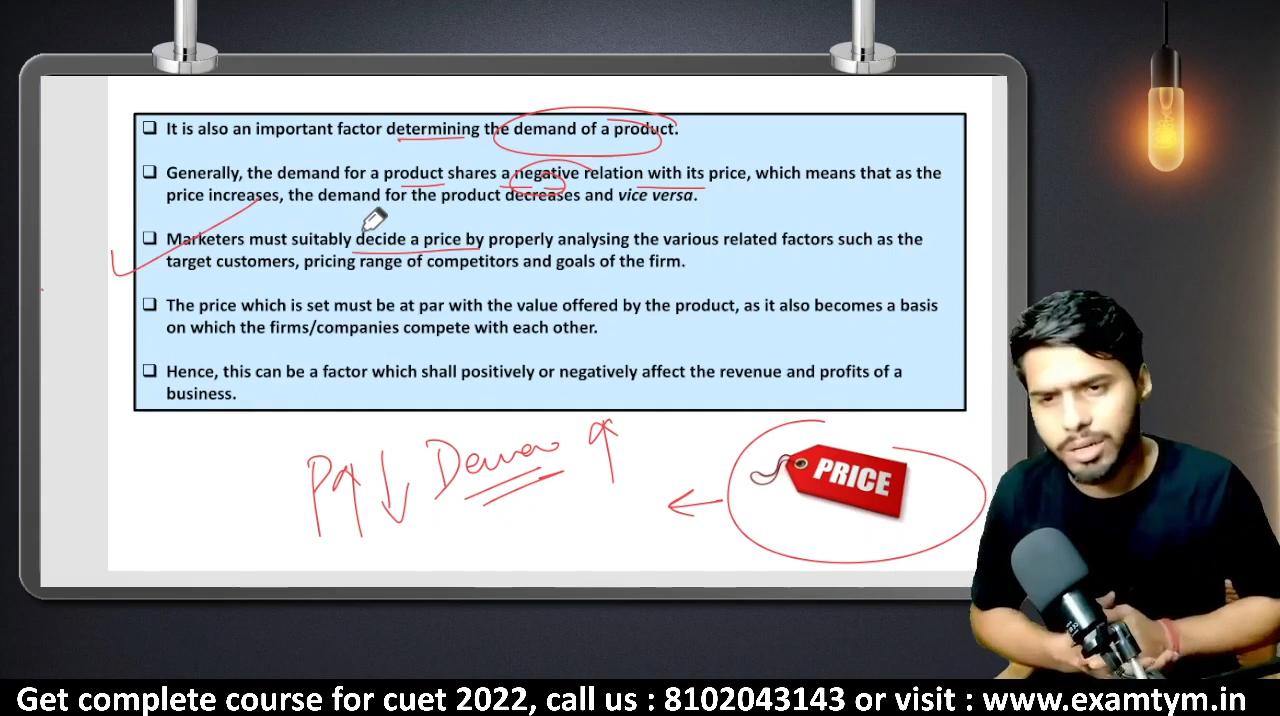 ❑ It is also an important factor determining the demand of a product.
❑ Generally, the demand for a product shares a negative relation with its price, which means that as the
price increases, the demand for the product decreases and vice versa.
❑ Marketers must suitably decide a price by properly analysing the various related factors such as the
target customers, pricing range of competitors and goals of the firm.
❑ The price which is set must be at par with the value offered by the product, as it also becomes a basis
on which the firms/companies compete with each other.
❑ Hence, this can be a factor which shall positively or negatively affect the revenue and profits of a
business.
PRICE
Get complete course for cuet 2022, call us : 8102043143 or visit : www.examtym.in